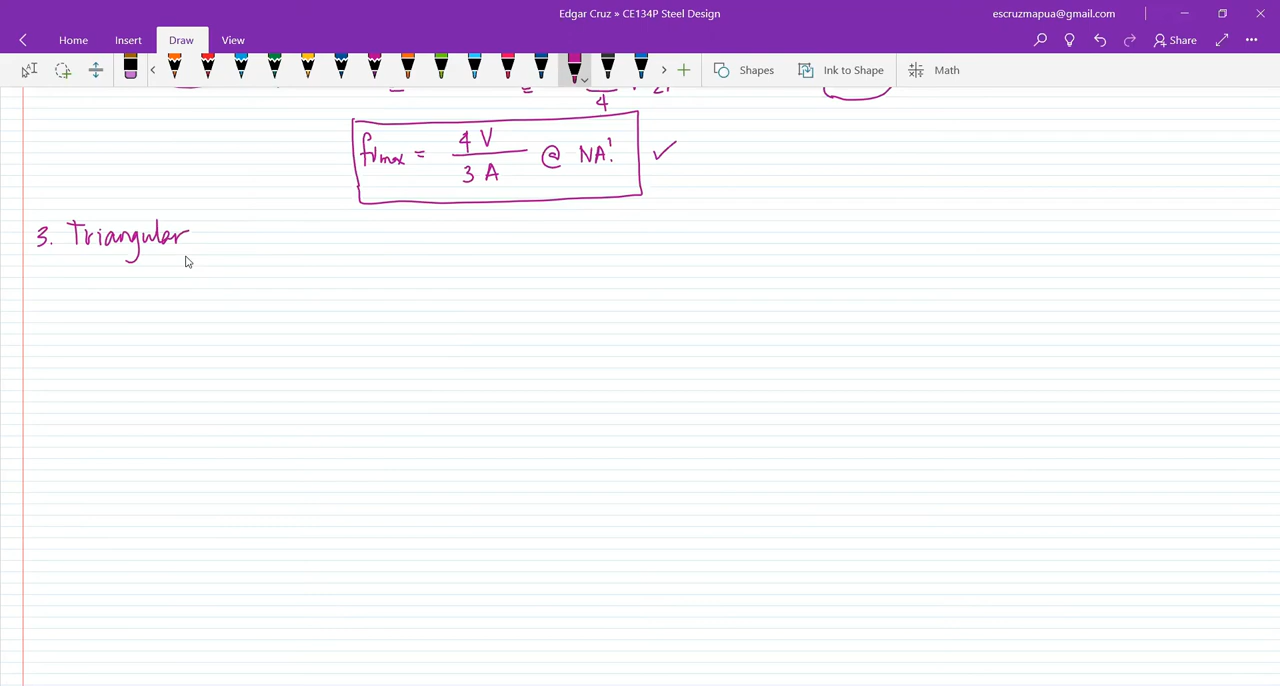 Edgar Cruz » CE134P Steel Design
escruzmapua@gmail.com
Home Insert Draw View
Share
Shapes
Ink to Shape
Math
4
fvmax = 4 V / 3 A @ NA! ✓
3. Triangular